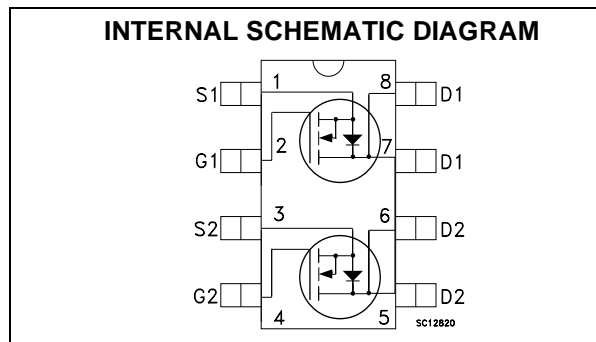 INTERNAL SCHEMATIC DIAGRAM
S1 1 8 D1
G1 2 7 D1
S2 3 6 D2
G2 4 5 D2
SC12820